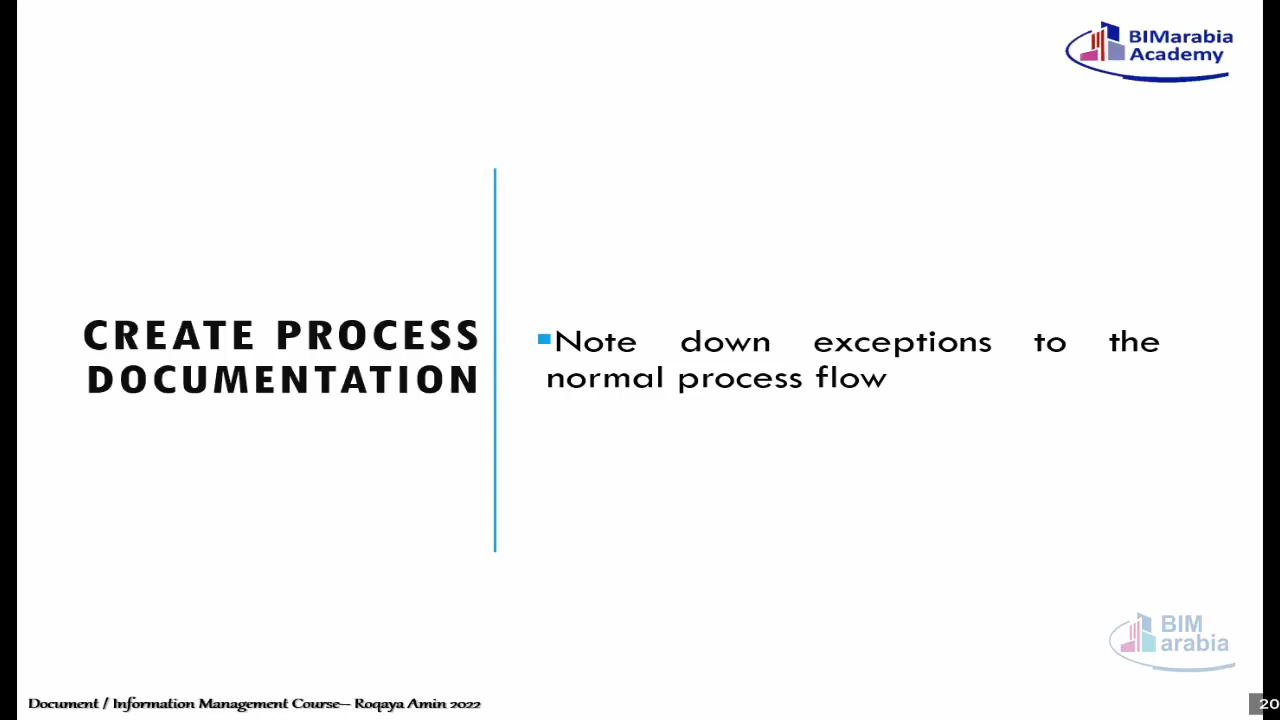 BIMarabia
Academy
CREATE PROCESS
DOCUMENTATION
Note down exceptions to the
normal process flow
BIM
arabia
Document / Information Management Course-- Roqaya Amin 2022
20